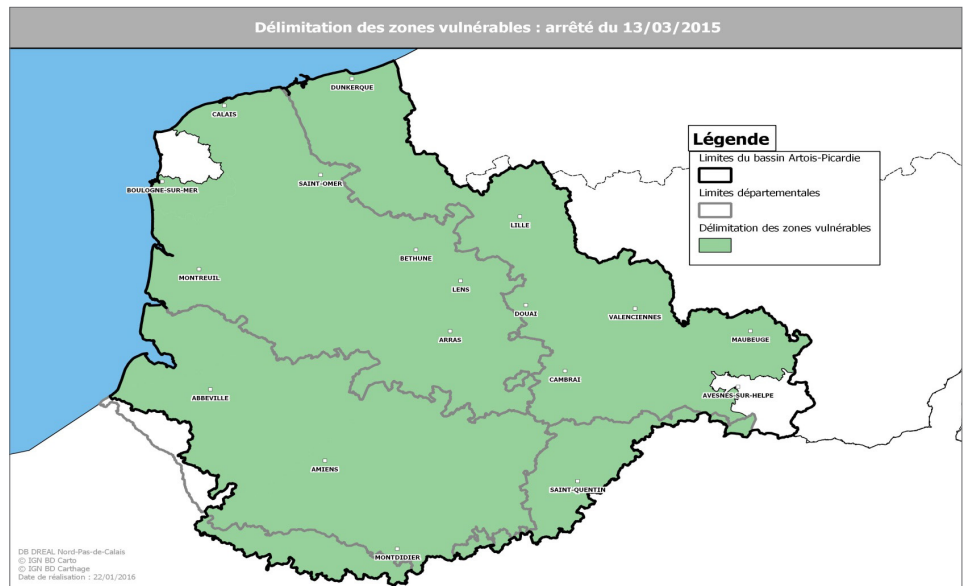 Délimitation des zones vulnérables : arrêté du 13/03/2015
DUNKERQUE
CALAIS
Légende
Limites du bassin Artois-Picardie
Limites départementales
Délimitation des zones vulnérables
BOULOGNE-SUR-MER
SAINT-OMER
LILLE
BETHUNE
MONTREUIL
LENS
DOUAI
VALENCIENNES
ARRAS
MAUBEUGE
CAMBRAI
ABBEVILLE
AVESNES-SUR-HELPE
AMIENS
SAINT-QUENTIN
MONTDIDIER
DB DREAL Nord-Pas-de-Calais
© IGN BD Carto
© IGN BD Carthage
Date de réalisation : 22/01/2016